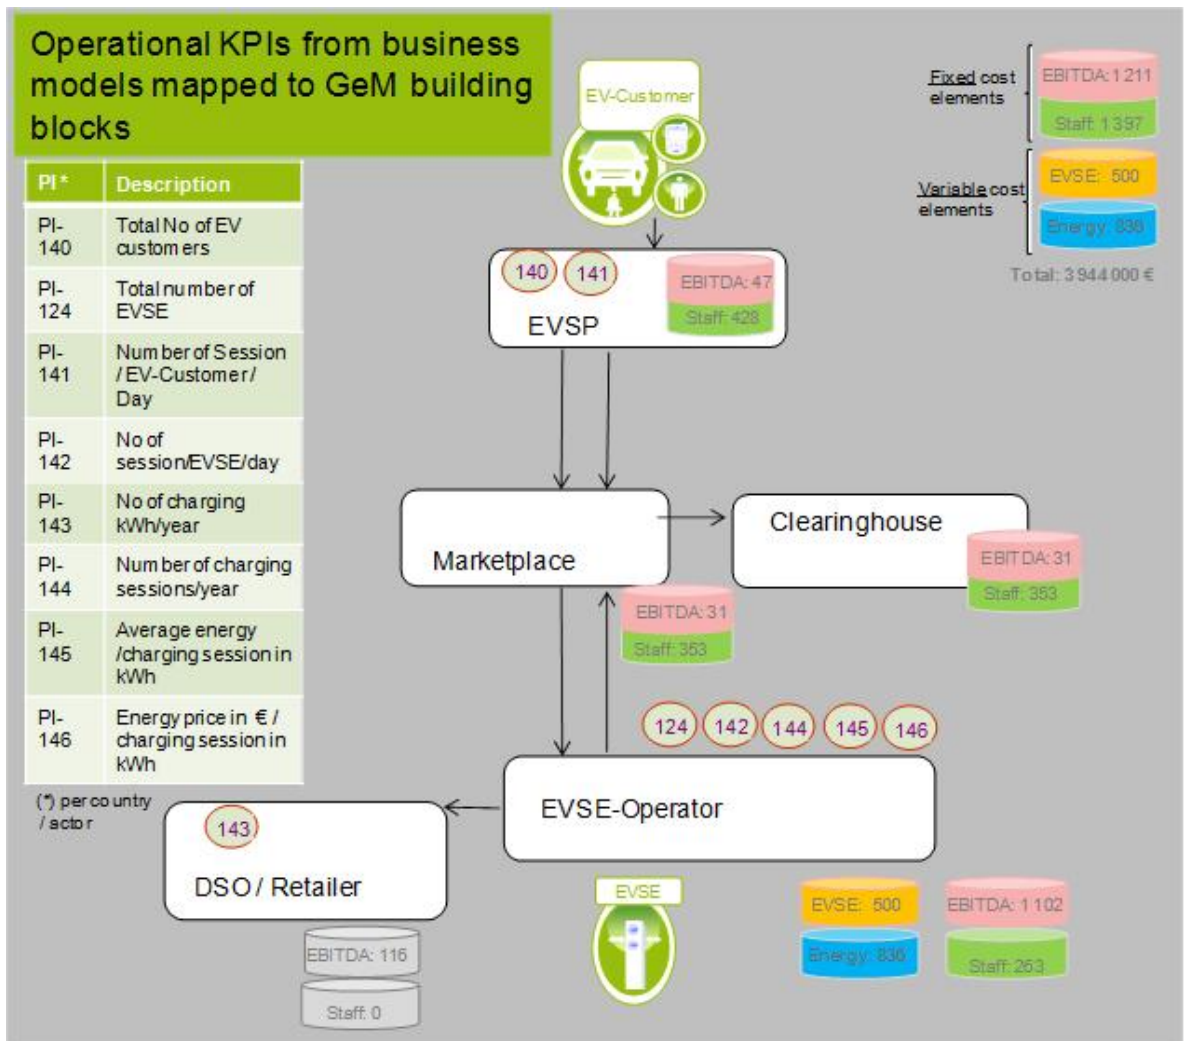 Operational KPIs from business
models mapped to GeM building
blocks
PI* Description
PI-
140
Total No of EV
customers
PI-
124
Total number of
EVSE
PI-
141
Number of Session
/ EV-Customer /
Day
PI-
142
No of
session/EVSE/day
PI-
143
No of charging
kWh/year
PI-
144
Number of charging
sessions/year
PI-
145
Average energy
/charging session in
kWh
PI-
146
Energy price in € /
charging session in
kWh
(*) per country
/ actor
EV-Customer
Fixed cost
elements
EBITDA: 1 211
Staff: 1 397
Variable cost
elements
EVSE: 500
Energy: 836
Total: 3 944 000 €
140 141
EVSP
EBITDA: 47
Staff: 428
Marketplace
EBITDA: 31
Staff: 353
Clearinghouse
EBITDA: 31
Staff: 353
124 142 144 145 146
EVSE-Operator
143
DSO / Retailer
EBITDA: 116
Staff: 0
EVSE
EVSE: 500
Energy: 836
EBITDA: 1 102
Staff: 263